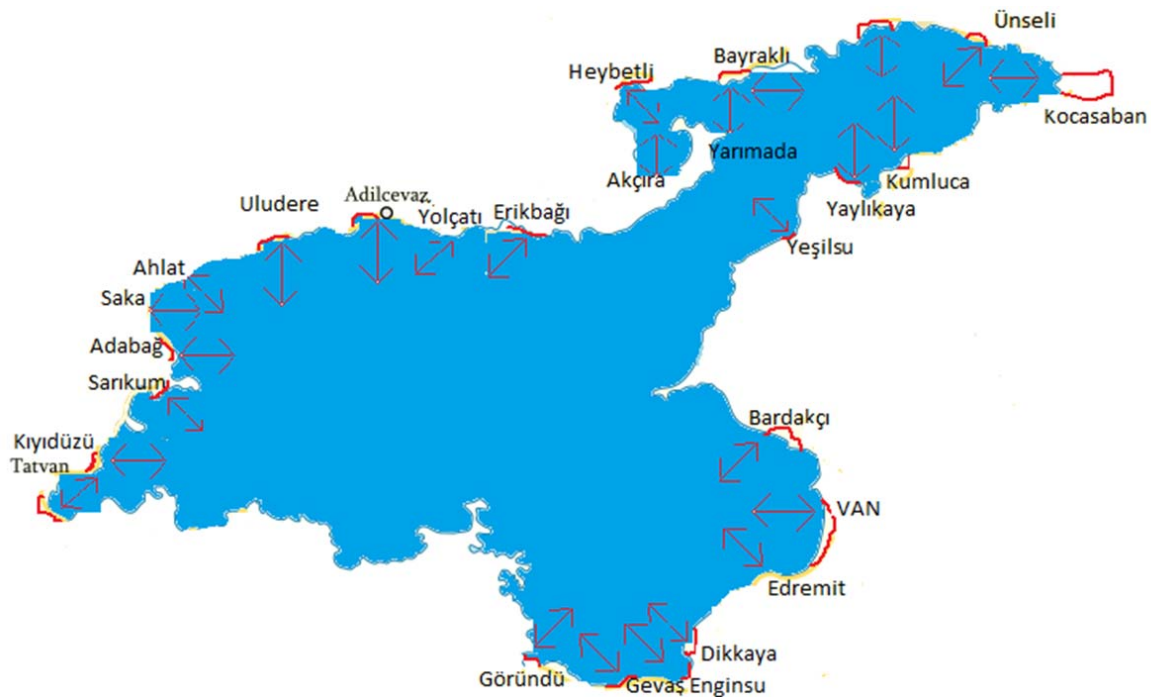 Ünseli
Bayraklı
Heybetli
Kocasaban
Yarımada
Akçıra
Kumluca
Yaylıkaya
Adilcevaz
Uludere
Yolçatı
Erikbağı
Yeşilsu
Ahlat
Saka
Adabağ
Sarıkum
Bardakçı
Kıyıdüzü
Tatvan
VAN
Edremit
Dikkaya
Göründü
Gevaş Enginsu